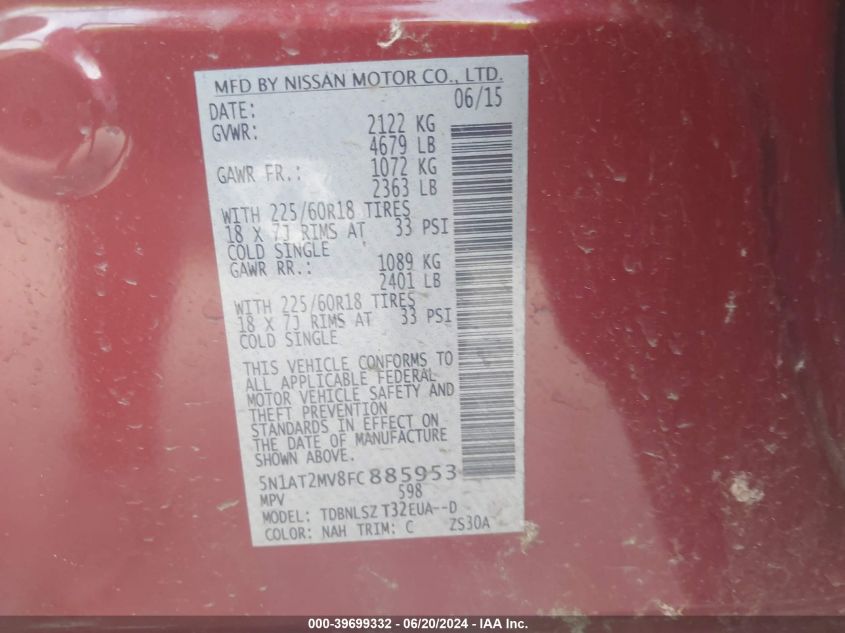 MFD BY NISSAN MOTOR CO., LTD.
DATE: 06/15
GVWR: 2122 KG
4679 LB
GAWR FR.: 1072 KG
2363 LB
WITH 225/60R18 TIRES
18 X 7J RIMS AT 33 PSI
COLD SINGLE
GAWR RR.: 1089 KG
2401 LB
WITH 225/60R18 TIRES
18 X 7J RIMS AT 33 PSI
COLD SINGLE
THIS VEHICLE CONFORMS TO
ALL APPLICABLE FEDERAL
MOTOR VEHICLE SAFETY AND
THEFT PREVENTION
STANDARDS IN EFFECT ON
THE DATE OF MANUFACTURE
SHOWN ABOVE.
5N1AT2MV8FC885953
MPV 598
MODEL: TDBNLSZ T32EUA--D
COLOR: NAH TRIM: C ZS30A
000-39699332 - 06/20/2024 - IAA Inc.